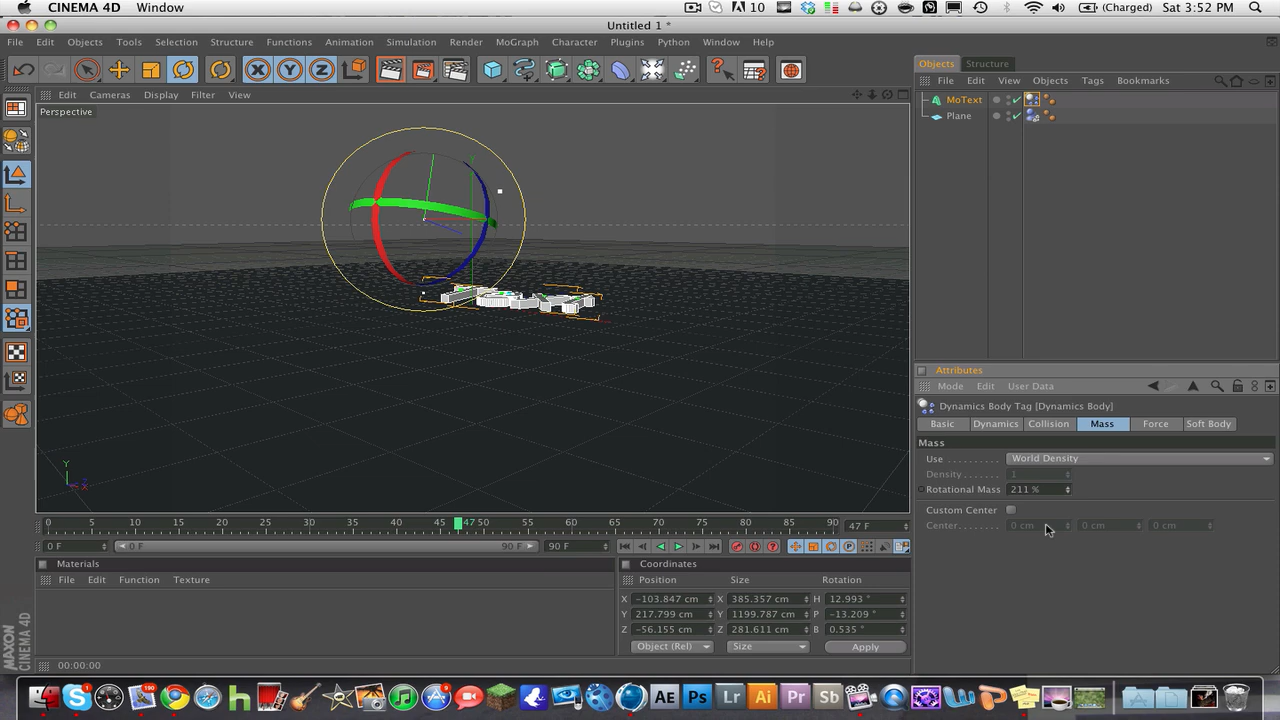 CINEMA 4D Window
10 (Charged) Sat 3:52 PM
Untitled 1 *
File Edit Objects Tools Selection Structure Functions Animation Simulation Render MoGraph Character Plugins Python Window Help
X Y Z
Edit Cameras Display Filter View
Perspective
Y
Y
Z X
Objects Structure
File Edit View Objects Tags Bookmarks
MoText
Plane
Attributes
Mode Edit User Data
Dynamics Body Tag [Dynamics Body]
Basic Dynamics Collision Mass Force Soft Body
Mass
Use World Density
Density 1
Rotational Mass 211 %
Custom Center
Center 0 cm 0 cm 0 cm
0 5 10 15 20 25 30 35 40 45 47 50 55 60 65 70 75 80 85 90 47 F
0 F 0 F 90 F 90 F
Materials
File Edit Function Texture
Coordinates
Position Size Rotation
X -103.847 cm X 385.357 cm H 12.993 °
Y 217.799 cm Y 1199.787 cm P -13.209 °
Z -56.155 cm Z 281.611 cm B 0.535 °
Object (Rel) Size Apply
MAXON
CINEMA 4D
00:00:00
1 190 9 h AE Ps Lr Ai Pr Sb W P